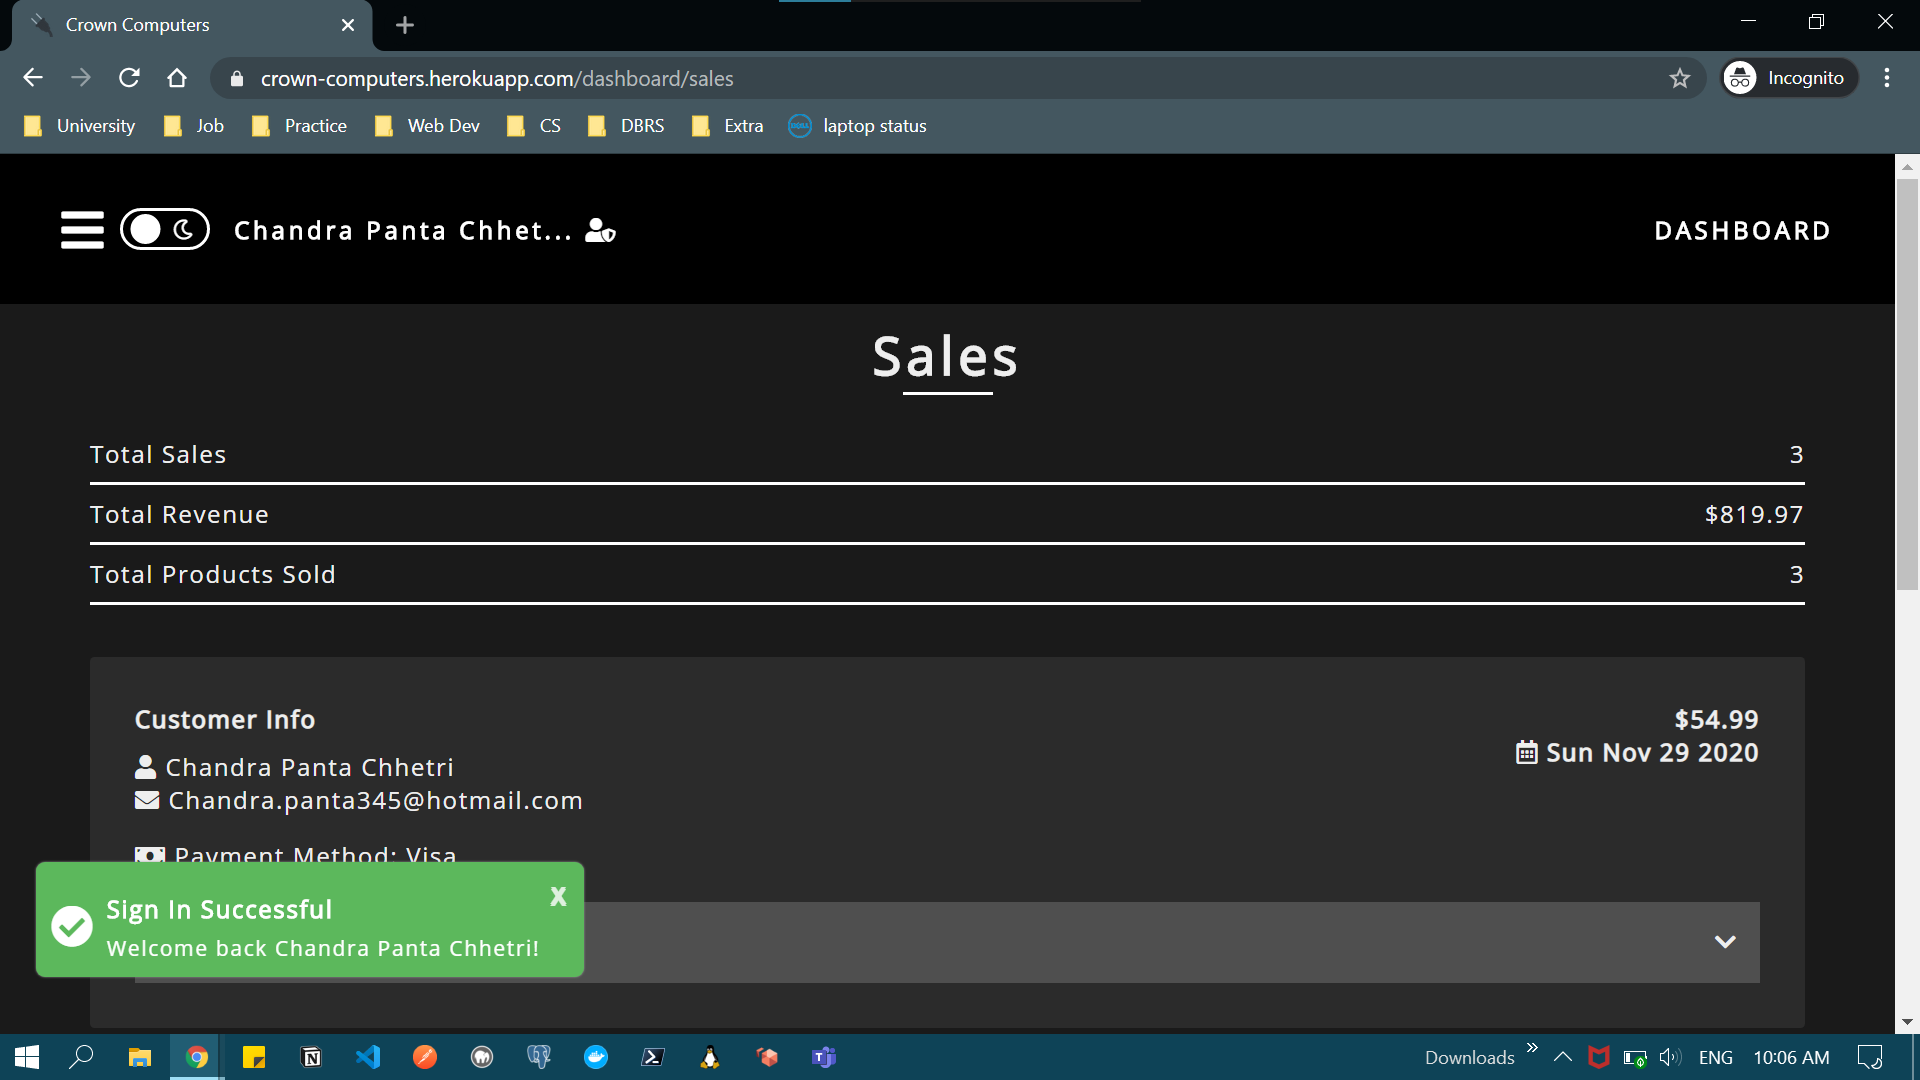 Crown Computers
crown-computers.herokuapp.com/dashboard/sales
Incognito
University
Job
Practice
Web Dev
CS
DBRS
Extra
laptop status
Chandra Panta Chhet...
DASHBOARD
Sales
Total Sales
3
Total Revenue
$819.97
Total Products Sold
3
Customer Info
$54.99
Chandra Panta Chhetri
Sun Nov 29 2020
Chandra.panta345@hotmail.com
Payment Method: Visa
Sign In Successful
X
Welcome back Chandra Panta Chhetri!
Downloads
ENG
10:06 AM